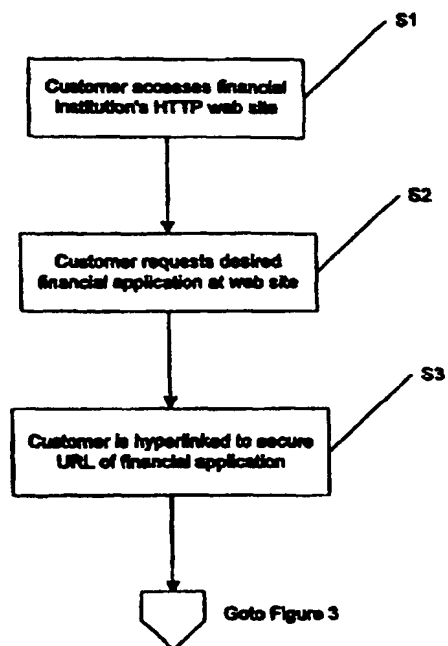 S1
Customer accesses financial
institution's HTTP web site
S2
Customer requests desired
financial application at web site
S3
Customer is hyperlinked to secure
URL of financial application
Goto Figure 3